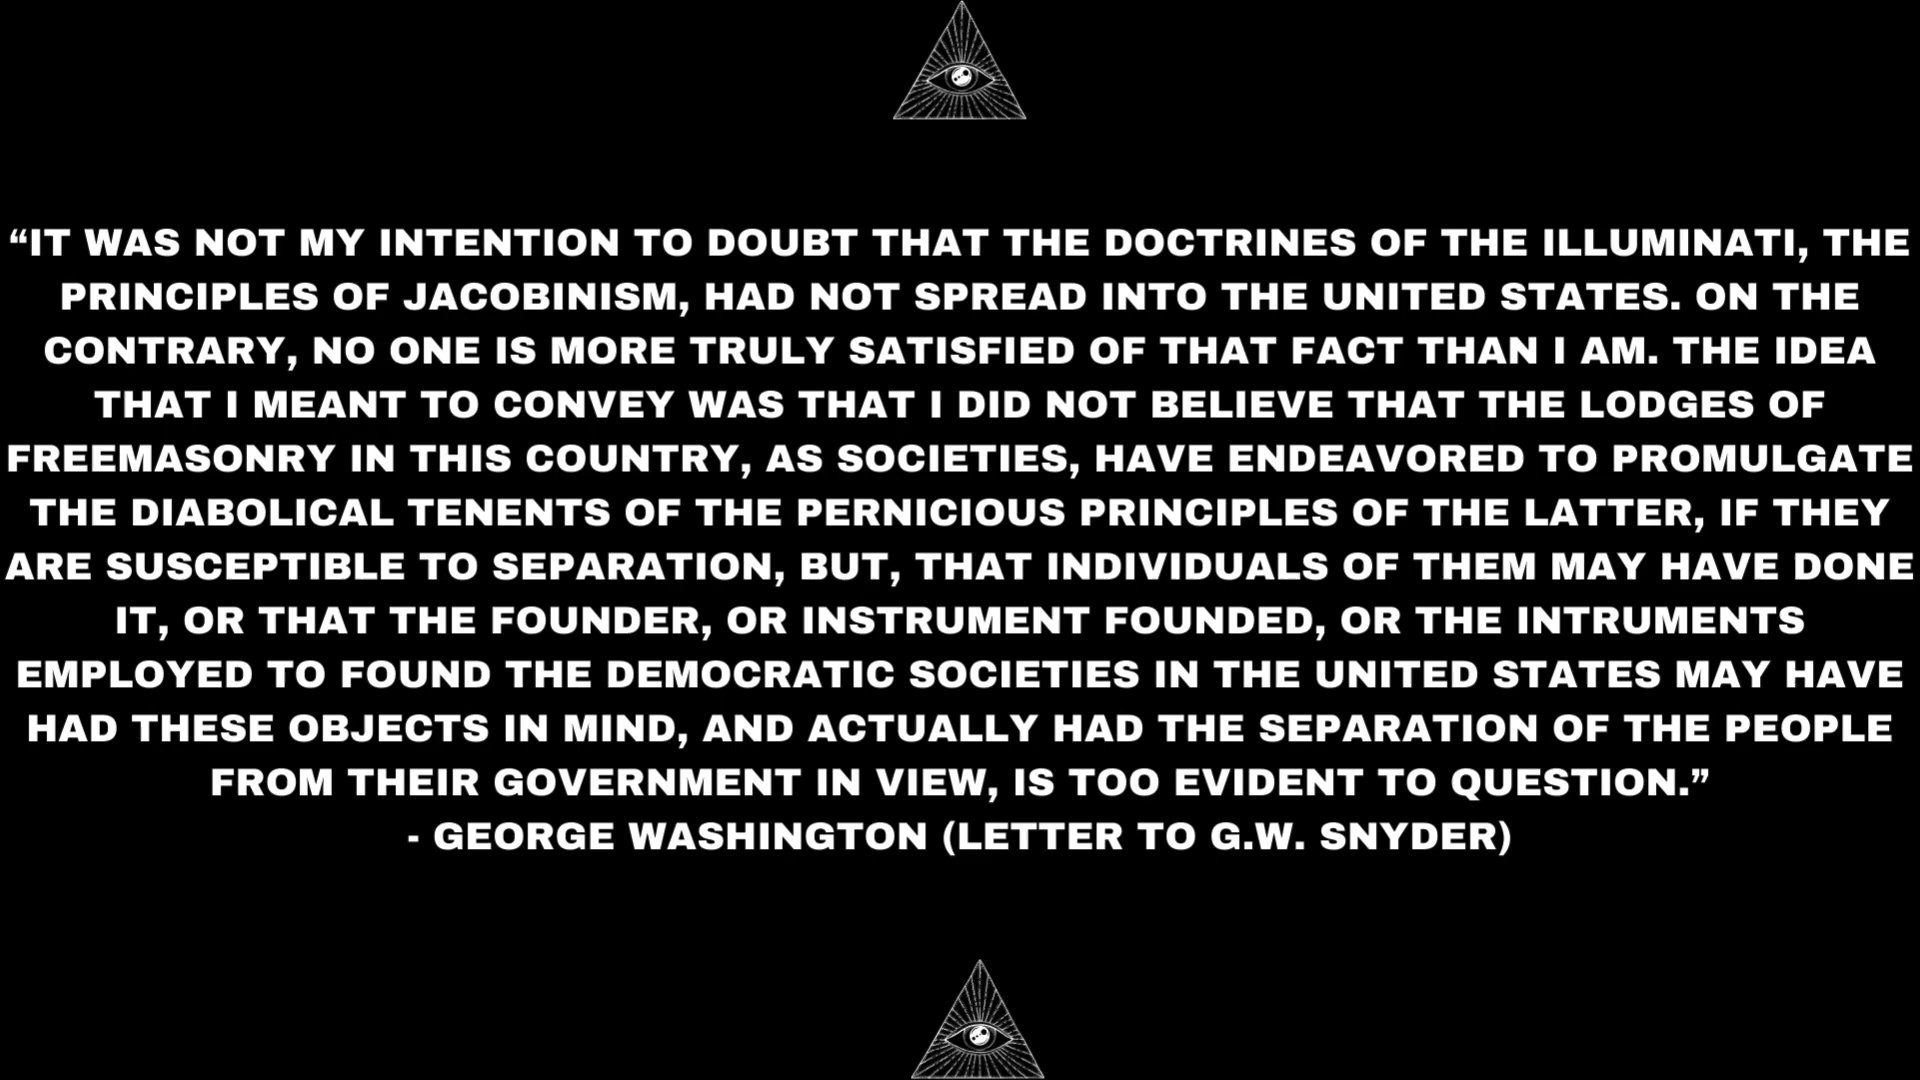 “IT WAS NOT MY INTENTION TO DOUBT THAT THE DOCTRINES OF THE ILLUMINATI, THE
PRINCIPLES OF JACOBINISM, HAD NOT SPREAD INTO THE UNITED STATES. ON THE
CONTRARY, NO ONE IS MORE TRULY SATISFIED OF THAT FACT THAN I AM. THE IDEA
THAT I MEANT TO CONVEY WAS THAT I DID NOT BELIEVE THAT THE LODGES OF
FREEMASONRY IN THIS COUNTRY, AS SOCIETIES, HAVE ENDEAVORED TO PROMULGATE
THE DIABOLICAL TENENTS OF THE PERNICIOUS PRINCIPLES OF THE LATTER, IF THEY
ARE SUSCEPTIBLE TO SEPARATION, BUT, THAT INDIVIDUALS OF THEM MAY HAVE DONE
IT, OR THAT THE FOUNDER, OR INSTRUMENT FOUNDED, OR THE INTRUMENTS
EMPLOYED TO FOUND THE DEMOCRATIC SOCIETIES IN THE UNITED STATES MAY HAVE
HAD THESE OBJECTS IN MIND, AND ACTUALLY HAD THE SEPARATION OF THE PEOPLE
FROM THEIR GOVERNMENT IN VIEW, IS TOO EVIDENT TO QUESTION.”
- GEORGE WASHINGTON (LETTER TO G.W. SNYDER)